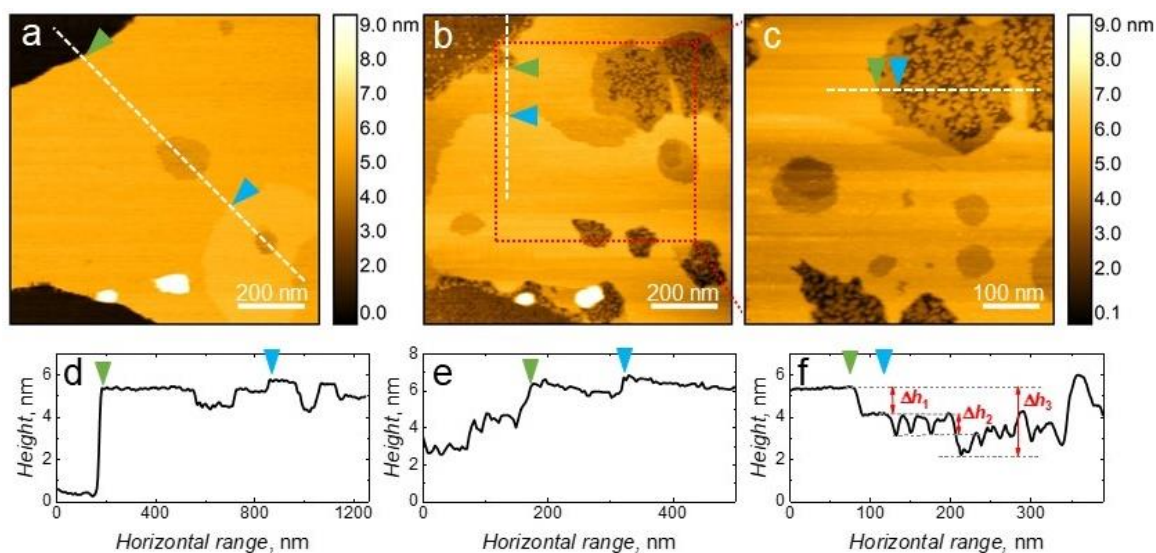 a
9.0 nm
8.0
7.0
6.0
5.0
4.0
3.0
2.0
0.0
200 nm
b
200 nm
c
9.0 nm
8.0
7.0
6.0
5.0
4.0
3.0
2.0
0.1
100 nm
d
Height, nm
6
4
2
0
0 400 800 1200
Horizontal range, nm
e
Height, nm
8
6
4
2
0
0 100 200 300 400
Horizontal range, nm
f
Height, nm
6
4
2
0
0 100 200 300
Horizontal range, nm
Δh1
Δh2
Δh3